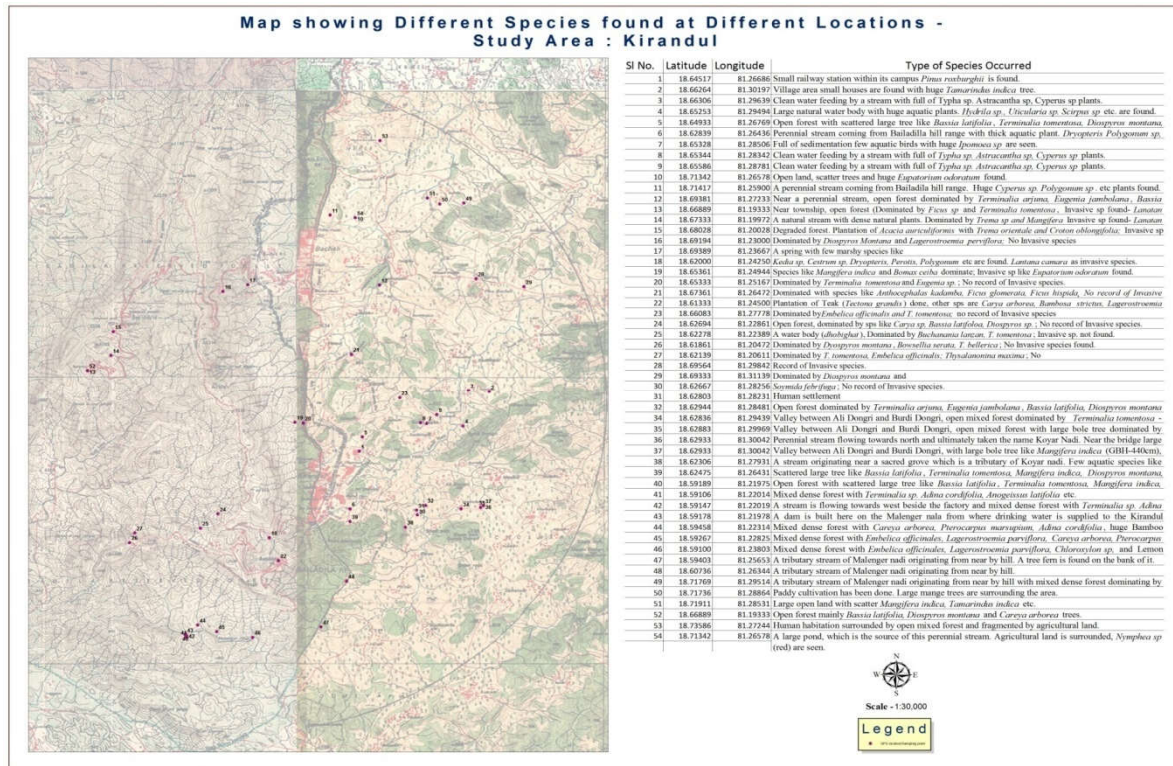 Map showing Different Species found at Different Locations -
Study Area : Kirandul
Sl No. Latitude Longitude Type of Species Occurred
1 18.64517 81.26686 Small railway station within its campus Pinus roxburghii is found.
2 18.66264 81.30197 Village area small houses are found with huge Tamarindus indica tree.
3 18.66306 81.29639 Clean water feeding by a stream with full of Typha sp. Astracantha sp, Cyperus sp plants.
4 18.65253 81.29494 Large natural water body with huge aquatic plants. Hydrila sp., Uticularia sp. Scirpus sp etc. are found.
5 18.64933 81.26769 Open forest with scattered large tree like Bassia latifolia, Terminalia tomentosa, Diospyros montana,
6 18.62839 81.26436 Perennial stream coming from Bailadilla hill range with thick aquatic plant. Dryopteris Polygonum sp,
7 18.65328 81.28506 Full of sedimentation few aquatic birds with huge Ipomoea sp are seen.
8 18.65344 81.28342 Clean water feeding by a stream with full of Typha sp, Astracantha sp, Cyperus sp plants.
9 18.65586 81.28781 Clean water feeding by a stream with full of Typha sp, Astracantha sp, Cyperus sp plants.
10 18.71342 81.26578 Open land, scatter trees and huge Eupatorium odoratum found.
11 18.71417 81.25900 A perennial stream coming from Bailadila hill range. Huge Cyperus sp. Polygonum sp. etc plants found.
12 18.69381 81.27233 Near a perennial stream, open forest dominated by Terminalia arjuna, Eugenia jambolana, Bassia
13 18.66889 81.19333 Near township, open forest (Dominated by Ficus sp and Terminalia tomentosa, Invasive sp found- Lanatan
14 18.67333 81.19972 A natural stream with dense natural plants. Dominated by Trema sp and Mangifera Invasive sp found- Lanatan
15 18.68028 81.20028 Degraded forest. Plantation of Acacia auriculiformis with Trema orientale and Croton oblongifolia; Invasive sp
16 18.69194 81.23000 Dominated by Diospyros Montana and Lagerostroemia perviflora; No Invasive species
17 18.69389 81.23667 A spring with few marshy species like
18 18.62000 81.24250 Kedia sp, Cestrum sp, Dryopteris, Perotis, Polygonum etc are found. Lantana camara as invasive species.
19 18.65361 81.24944 Species like Mangifera indica and Bomax ceiba dominate; Invasive sp like Eupatorium odoratum found.
20 18.65333 81.25167 Dominated by Terminalia tomentosa and Eugenia sp.; No record of Invasive species.
21 18.67361 81.26472 Dominated with species like Anthocephalas kadamba, Ficus glomerata, Ficus hispida, No record of Invasive
22 18.61333 81.24500 Plantation of Teak (Tectona grandis) done, other sps are Carya arborea, Bambosa strictus, Lagerostroemia
23 18.66083 81.27778 Dominated by Embelica officinalis and T. tomentosa; no record of Invasive species
24 18.62694 81.22861 Open forest, dominated by sps like Carya sp, Bassia latifoloa, Diospyros sp.; No record of Invasive species.
25 18.62278 81.22389 A water body (dhobighar), Dominated by Buchanania lanzan, T. tomentosa; Invasive sp. not found.
26 18.61861 81.20472 Dominated by Dyospyros montana, Bowsellia serata, T. bellerica; No Invasive species found.
27 18.62139 81.20611 Dominated by T. tomentosa, Embelica officinalis; Thysalanonina maxima; No
28 18.69564 81.29842 Record of Invasive species.
29 18.69333 81.31139 Dominated by Diospyros montana and
30 18.62667 81.28256 Soymida febrifuga; No record of Invasive species.
31 18.62803 81.28231 Human settlement
32 18.62944 81.28481 Open forest dominated by Terminalia arjuna, Eugenia jambolana, Bassia latifolia, Diospyros montana
34 18.62836 81.29439 Valley between Ali Dongri and Burdi Dongri, open mixed forest dominated by Terminalia tomentosa -
35 18.62883 81.29969 Valley between Ali Dongri and Burdi Dongri, open mixed forest with large bole tree dominated by
36 18.62933 81.30042 Perennial stream flowing towards north and ultimately taken the name Koyar Nadi. Near the bridge large
37 18.62933 81.30042 Valley between Ali Dongri and Burdi Dongri, with large bole tree like Mangifera indica (GBH-440cm),
38 18.62306 81.27931 A stream originating near a sacred grove which is a tributary of Koyar nadi. Few aquatic species like
39 18.62475 81.26431 Scattered large tree like Bassia latifolia, Terminalia tomentosa, Mangifera indica, Diospyros montana,
40 18.59189 81.21975 Open forest with scattered large tree like Bassia latifolia, Terminalia tomentosa, Mangifera indica,
41 18.59106 81.22014 Mixed dense forest with Terminalia sp. Adina cordifolia, Anogeissus latifolia etc.
42 18.59147 81.22019 A stream is flowing towards west beside the factory and mixed dense forest with Terminalia sp. Adina
43 18.59178 81.21978 A dam is built here on the Malenger nala from where drinking water is supplied to the Kirandul
44 18.59458 81.22314 Mixed dense forest with Careya arborea, Pterocarpus marsupium, Adina cordifolia, huge Bamboo
45 18.59267 81.22825 Mixed dense forest with Embelica officinales, Lagerostroemia parviflora, Careya arborea, Pterocarpus
46 18.59100 81.23803 Mixed dense forest with Embelica officinales, Lagerostroemia parviflora, Chloroxylon sp, and Lemon
47 18.59403 81.25653 A tributary stream of Malenger nadi originating from near by hill. A tree fern is found on the bank of it.
48 18.60736 81.26344 A tributary stream of Malenger nadi originating from near by hill.
49 18.71769 81.29514 A tributary stream of Malenger nadi originating from near by hill with mixed dense forest dominating by
50 18.71736 81.28864 Paddy cultivation has been done. Large mange trees are surrounding the area.
51 18.71911 81.28531 Large open land with scatter Mangifera indica, Tamarindus indica etc.
52 18.66889 81.19333 Open forest mainly Bassia latifolia, Diospyros montana and Careya arborea trees.
53 18.73586 81.27244 Human habitation surrounded by open mixed forest and fragmented by agricultural land.
54 18.71342 81.26578 A large pond, which is the source of this perennial stream. Agricultural land is surrounded, Nymphea sp
(red) are seen.
N
W E
S
Scale - 1:30,000
Legend